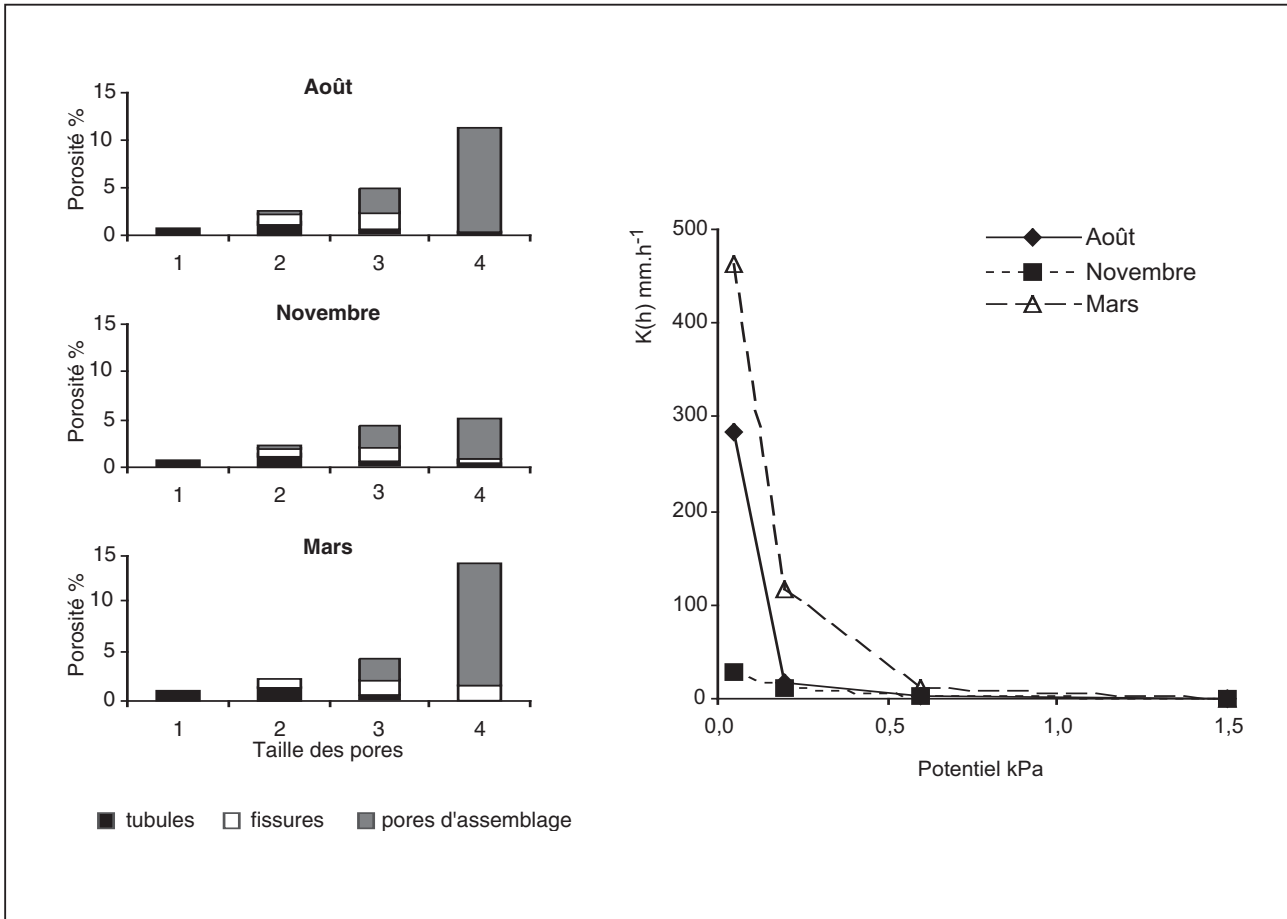 Août
Porosité %
15
10
5
0
1 2 3 4
Novembre
Porosité %
15
10
5
0
1 2 3 4
Mars
Porosité %
15
10
5
0
1 2 3 4
Taille des pores
tubules fissures pores d'assemblage
K(h) mm.h⁻¹
500
400
300
200
100
0
0,0 0,5 1,0 1,5
Potentiel kPa
Août
Novembre
Mars